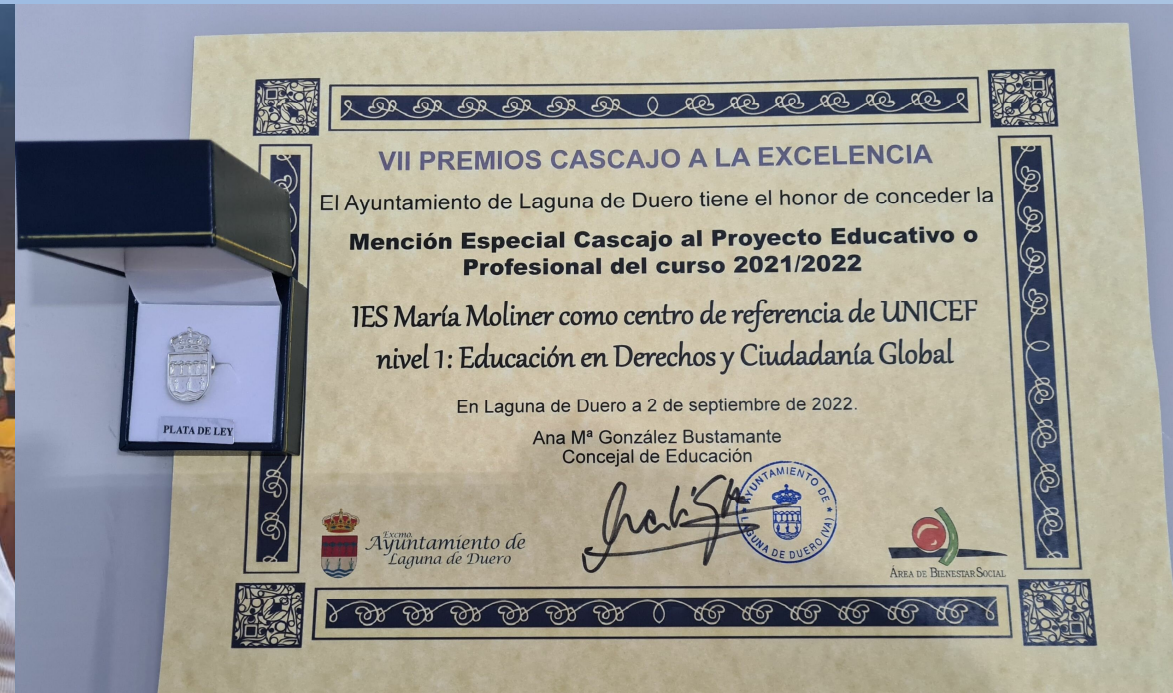 VII PREMIOS CASCAJO A LA EXCELENCIA
El Ayuntamiento de Laguna de Duero tiene el honor de conceder la
Mención Especial Cascajo al Proyecto Educativo o
Profesional del curso 2021/2022
IES María Moliner como centro de referencia de UNICEF
nivel 1: Educación en Derechos y Ciudadanía Global
En Laguna de Duero a 2 de septiembre de 2022.
Ana Mª González Bustamante
Concejal de Educación
PLATA DE LEY
Excmo.
Ayuntamiento de
Laguna de Duero
AYUNTAMIENTO DE
LAGUNA DE DUERO (VA)
ÁREA DE BIENESTAR SOCIAL